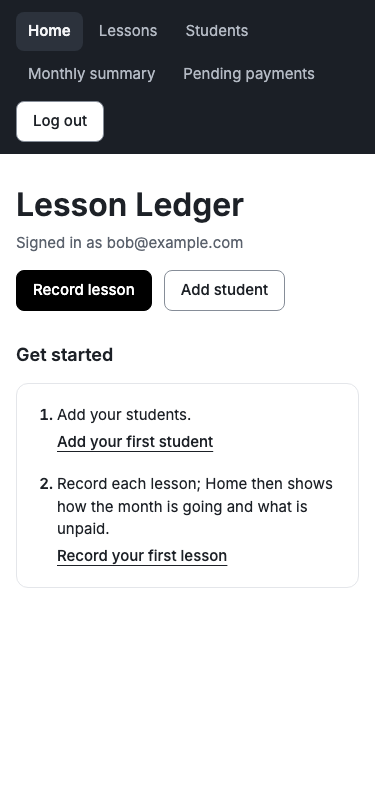 Home Lessons Students
Monthly summary Pending payments
Log out
Lesson Ledger
Signed in as bob@example.com
Record lesson Add student
Get started
1. Add your students.
Add your first student
2. Record each lesson; Home then shows
how the month is going and what is
unpaid.
Record your first lesson